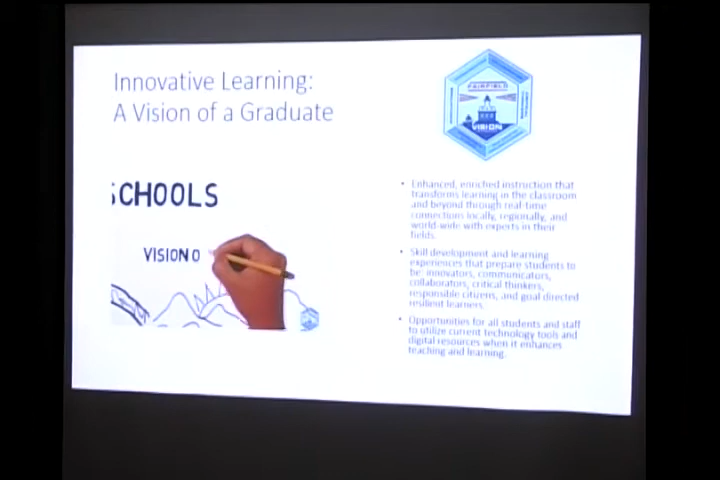 Innovative Learning:
A Vision of a Graduate
FAIRFIELD
VISION
SCHOOLS
VISION O
• Enhanced, enriched instruction that
transforms learning in the classroom
and beyond through real-time
connections locally, regionally, and
world-wide with experts in their
fields.
• Skill development and learning
experiences that prepare students to
be: innovators, communicators,
collaborators, critical thinkers,
responsible citizens, and goal directed
resilient learners.
• Opportunities for all students and staff
to utilize current technology tools and
digital resources when it enhances
teaching and learning.